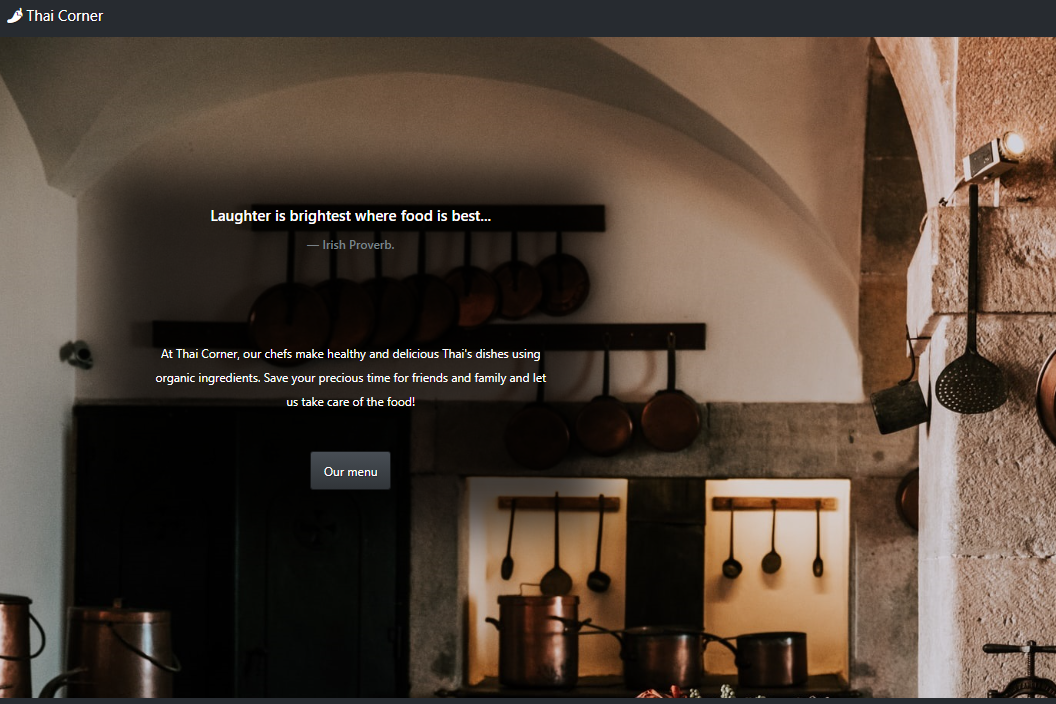 Thai Corner
Laughter is brightest where food is best...
— Irish Proverb.
At Thai Corner, our chefs make healthy and delicious Thai's dishes using
organic ingredients. Save your precious time for friends and family and let
us take care of the food!
Our menu